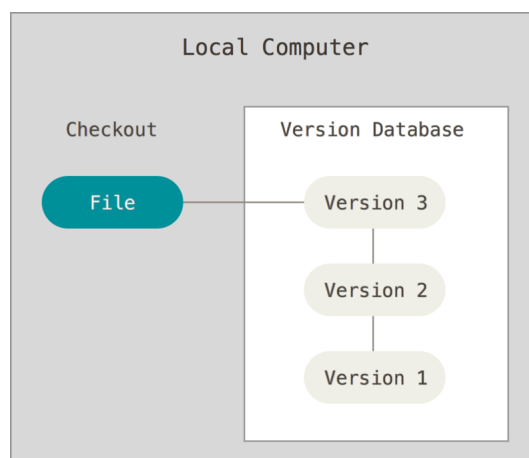 Local Computer
Checkout
Version Database
File
Version 3
Version 2
Version 1